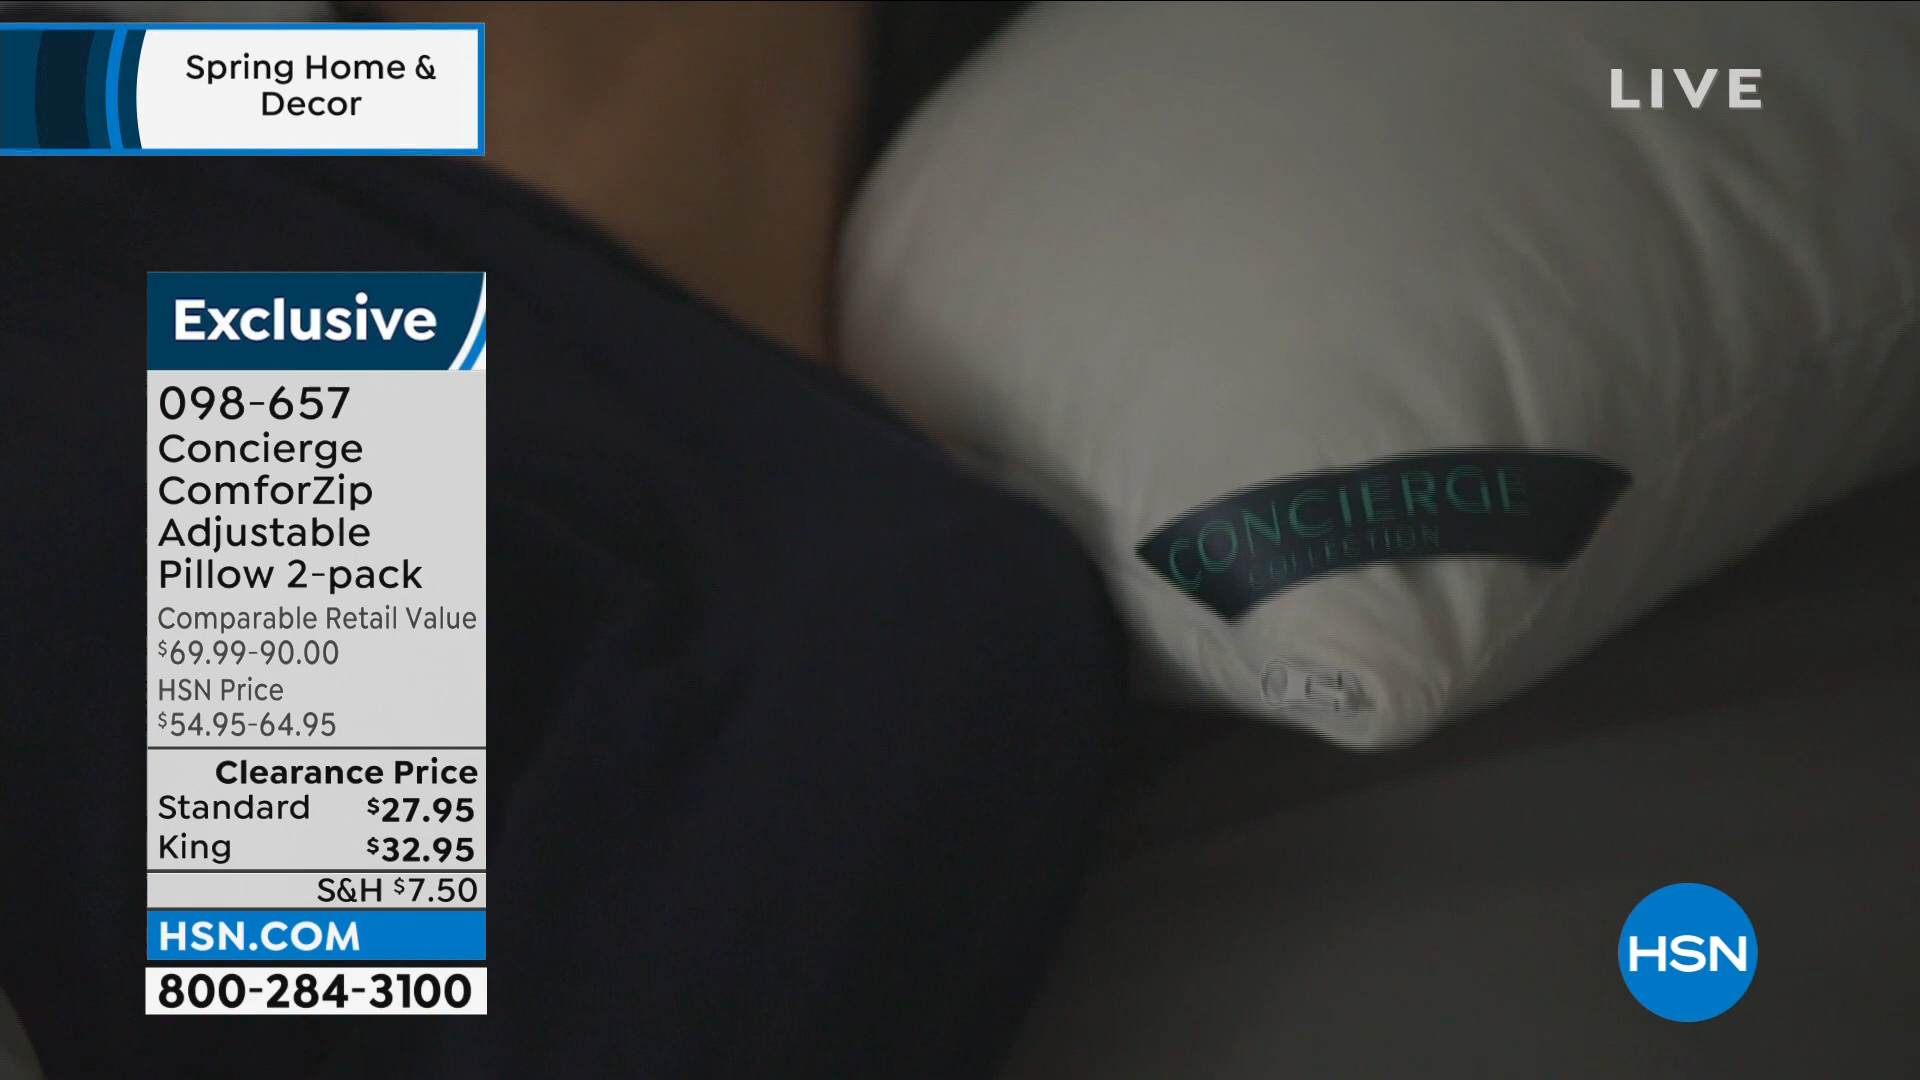 Spring Home &
Decor
LIVE
Exclusive
098-657
Concierge
ComforZip
Adjustable
Pillow 2-pack
Comparable Retail Value
$69.99-90.00
HSN Price
$54.95-64.95
Clearance Price
Standard $27.95
King $32.95
S&H $7.50
HSN.COM
800-284-3100
CONCIERGE
COLLECTION
HSN